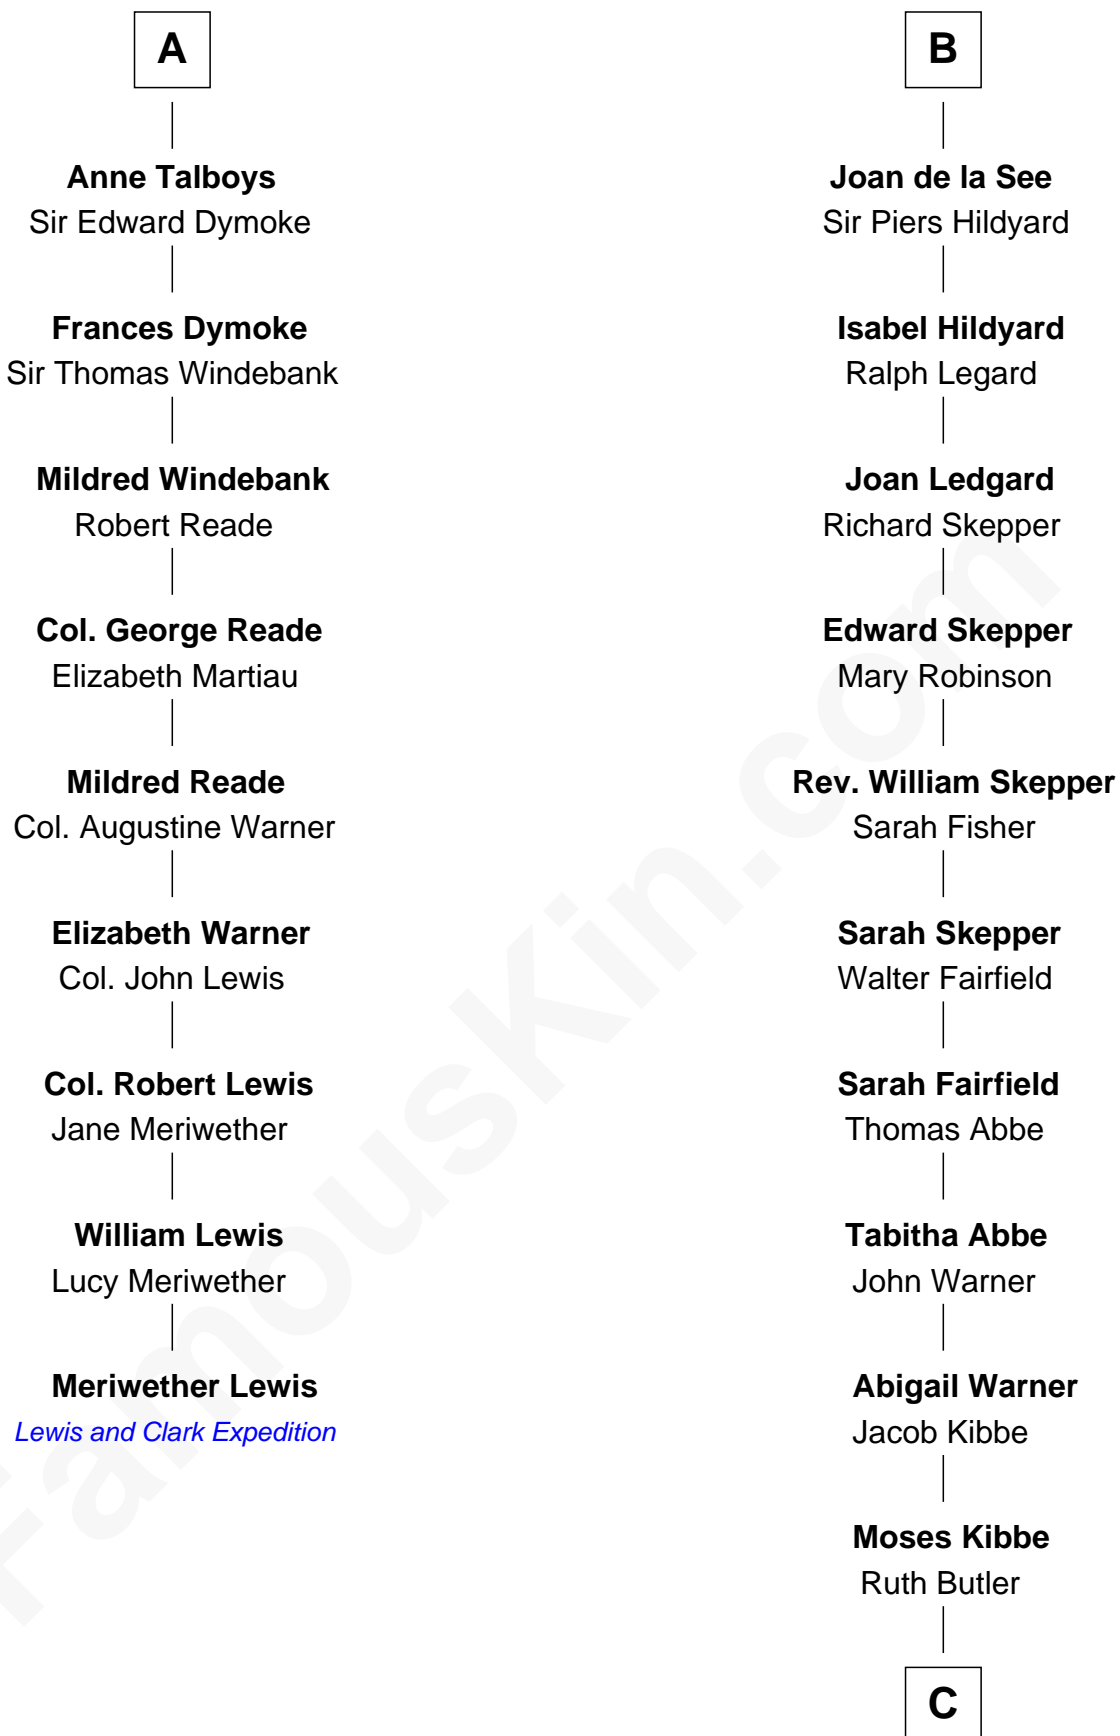 A
Anne Talboys
Sir Edward Dymoke
Frances Dymoke
Sir Thomas Windebank
Mildred Windebank
Robert Reade
Col. George Reade
Elizabeth Martiau
Mildred Reade
Col. Augustine Warner
Elizabeth Warner
Col. John Lewis
Col. Robert Lewis
Jane Meriwether
William Lewis
Lucy Meriwether
Meriwether Lewis
Lewis and Clark Expedition
B
Joan de la See
Sir Piers Hildyard
Isabel Hildyard
Ralph Legard
Joan Ledgard
Richard Skepper
Edward Skepper
Mary Robinson
Rev. William Skepper
Sarah Fisher
Sarah Skepper
Walter Fairfield
Sarah Fairfield
Thomas Abbe
Tabitha Abbe
John Warner
Abigail Warner
Jacob Kibbe
Moses Kibbe
Ruth Butler
C
FamousKin.com